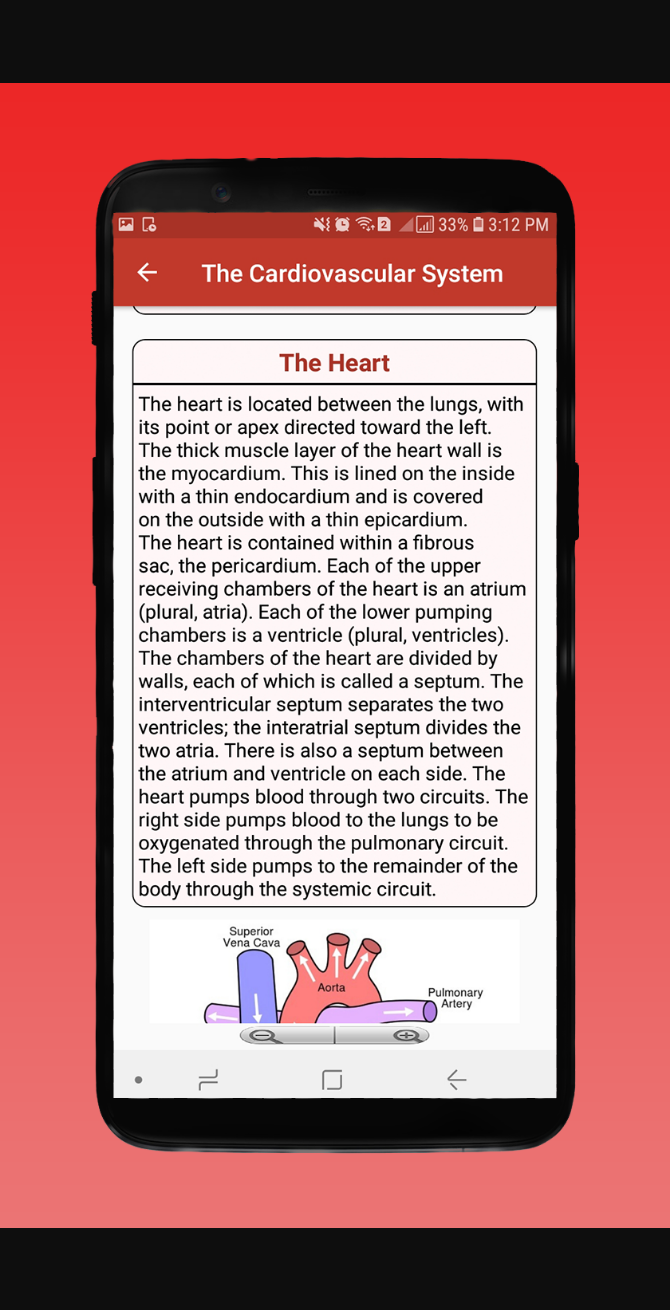 2 33% 3:12 PM
The Cardiovascular System
The Heart
The heart is located between the lungs, with
its point or apex directed toward the left.
The thick muscle layer of the heart wall is
the myocardium. This is lined on the inside
with a thin endocardium and is covered
on the outside with a thin epicardium.
The heart is contained within a fibrous
sac, the pericardium. Each of the upper
receiving chambers of the heart is an atrium
(plural, atria). Each of the lower pumping
chambers is a ventricle (plural, ventricles).
The chambers of the heart are divided by
walls, each of which is called a septum. The
interventricular septum separates the two
ventricles; the interatrial septum divides the
two atria. There is also a septum between
the atrium and ventricle on each side. The
heart pumps blood through two circuits. The
right side pumps blood to the lungs to be
oxygenated through the pulmonary circuit.
The left side pumps to the remainder of the
body through the systemic circuit.
Superior
Vena Cava
Aorta
Pulmonary
Artery